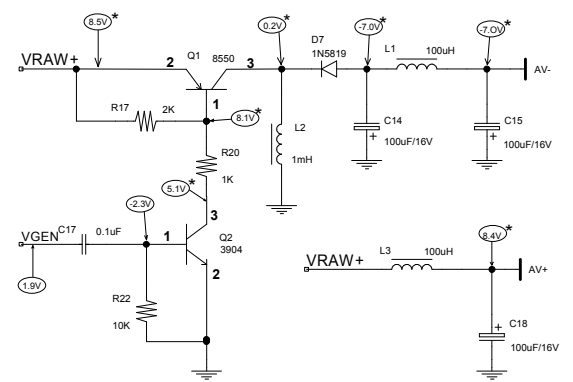 8.5V*
0.2V*
D7
1N5819
-7.0V*
L1
100uH
-7.0V*
VRAW+
2
Q1
8550
3
AV-
1
R17
2K
8.1V*
L2
1mH
C14
+
100uF/16V
C15
+
100uF/16V
R20
1K
5.1V*
-2.3V
3
VGEN
C17
0.1uF
1
Q2
3904
2
1.9V
R22
10K
8.4V*
L3
100uH
VRAW+
AV+
+
C18
100uF/16V